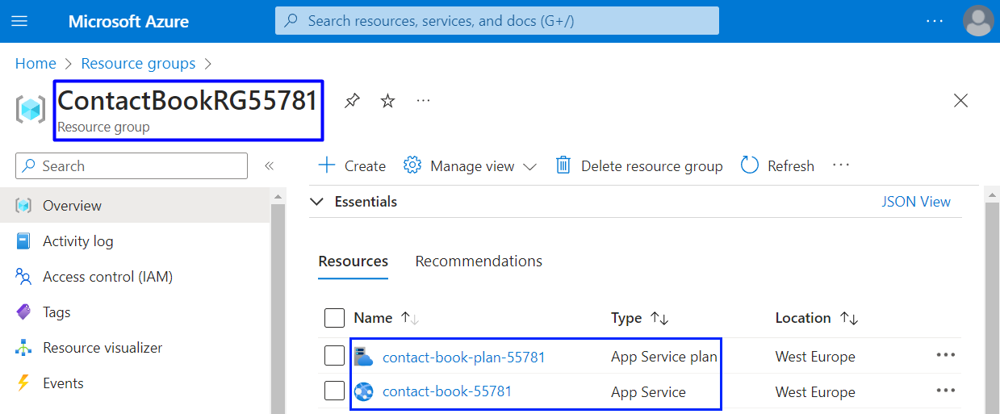 Microsoft Azure
Search resources, services, and docs (G+/)
...
Home > Resource groups >
ContactBookRG55781
...
Resource group
Search
«
Create
Manage view
Delete resource group
Refresh
...
Overview
Activity log
Access control (IAM)
Tags
Resource visualizer
Events
Essentials
JSON View
Resources
Recommendations
Name ↑↓
Type ↑↓
Location ↑↓
contact-book-plan-55781
App Service plan
West Europe
...
contact-book-55781
App Service
West Europe
...